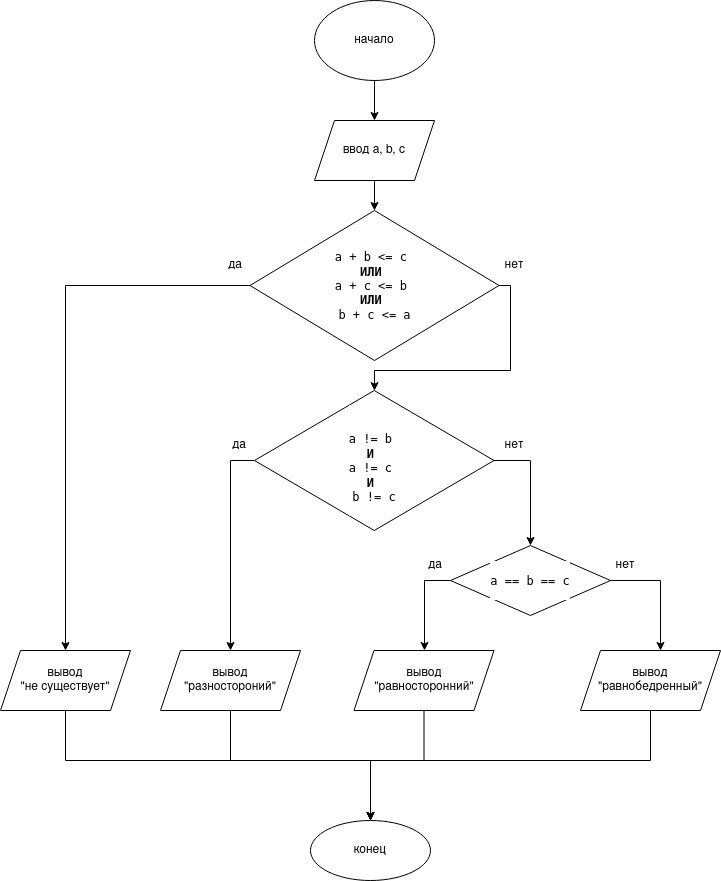 начало
ввод a, b, c
a + b <= c
ИЛИ
a + c <= b
ИЛИ
b + c <= a
да
нет
a != b
И
a != c
И
b != c
да
нет
a == b == c
да
нет
вывод
"не существует"
вывод
"разностороний"
вывод
"равносторонний"
вывод
"равнобедренный"
конец